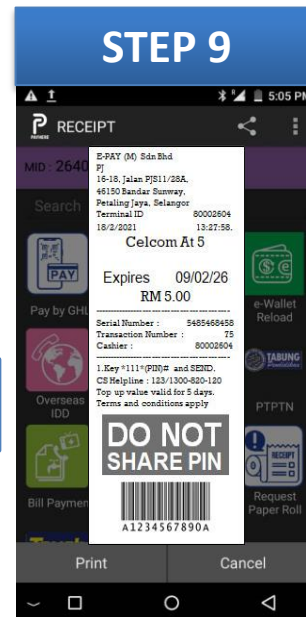 STEP 9
5:05 PM
PAYHERE
RECEIPT
MID : 2640
Search
PAY
Pay by GHL
Overseas
IDD
Bill Paymen
e-Wallet
Reload
TABUNG
PTPTN
RECEIPT
Request
Paper Roll
E-PAY (M) Sdn Bhd
PJ
16-18, Jalan PJS11/28A,
46150 Bandar Sunway,
Petaling Jaya, Selangor
Terminal ID 80002604
18/2/2021 13:27:58.
Celcom At 5
Expires 09/02/26
RM 5.00
Serial Number : 5485468458
Transaction Number : 75
Cashier : 80002604
1.Key *111*(PIN)# and SEND.
CS Helpline : 123/1300-820-120
Top up value valid for 5 days.
Terms and conditions apply
DO NOT
SHARE PIN
A1234567890A
Print
Cancel